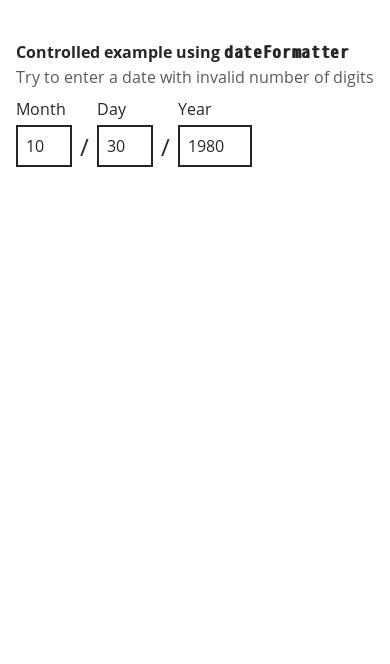 Controlled example using dateFormatter
Try to enter a date with invalid number of digits
Month Day Year
10 / 30 / 1980